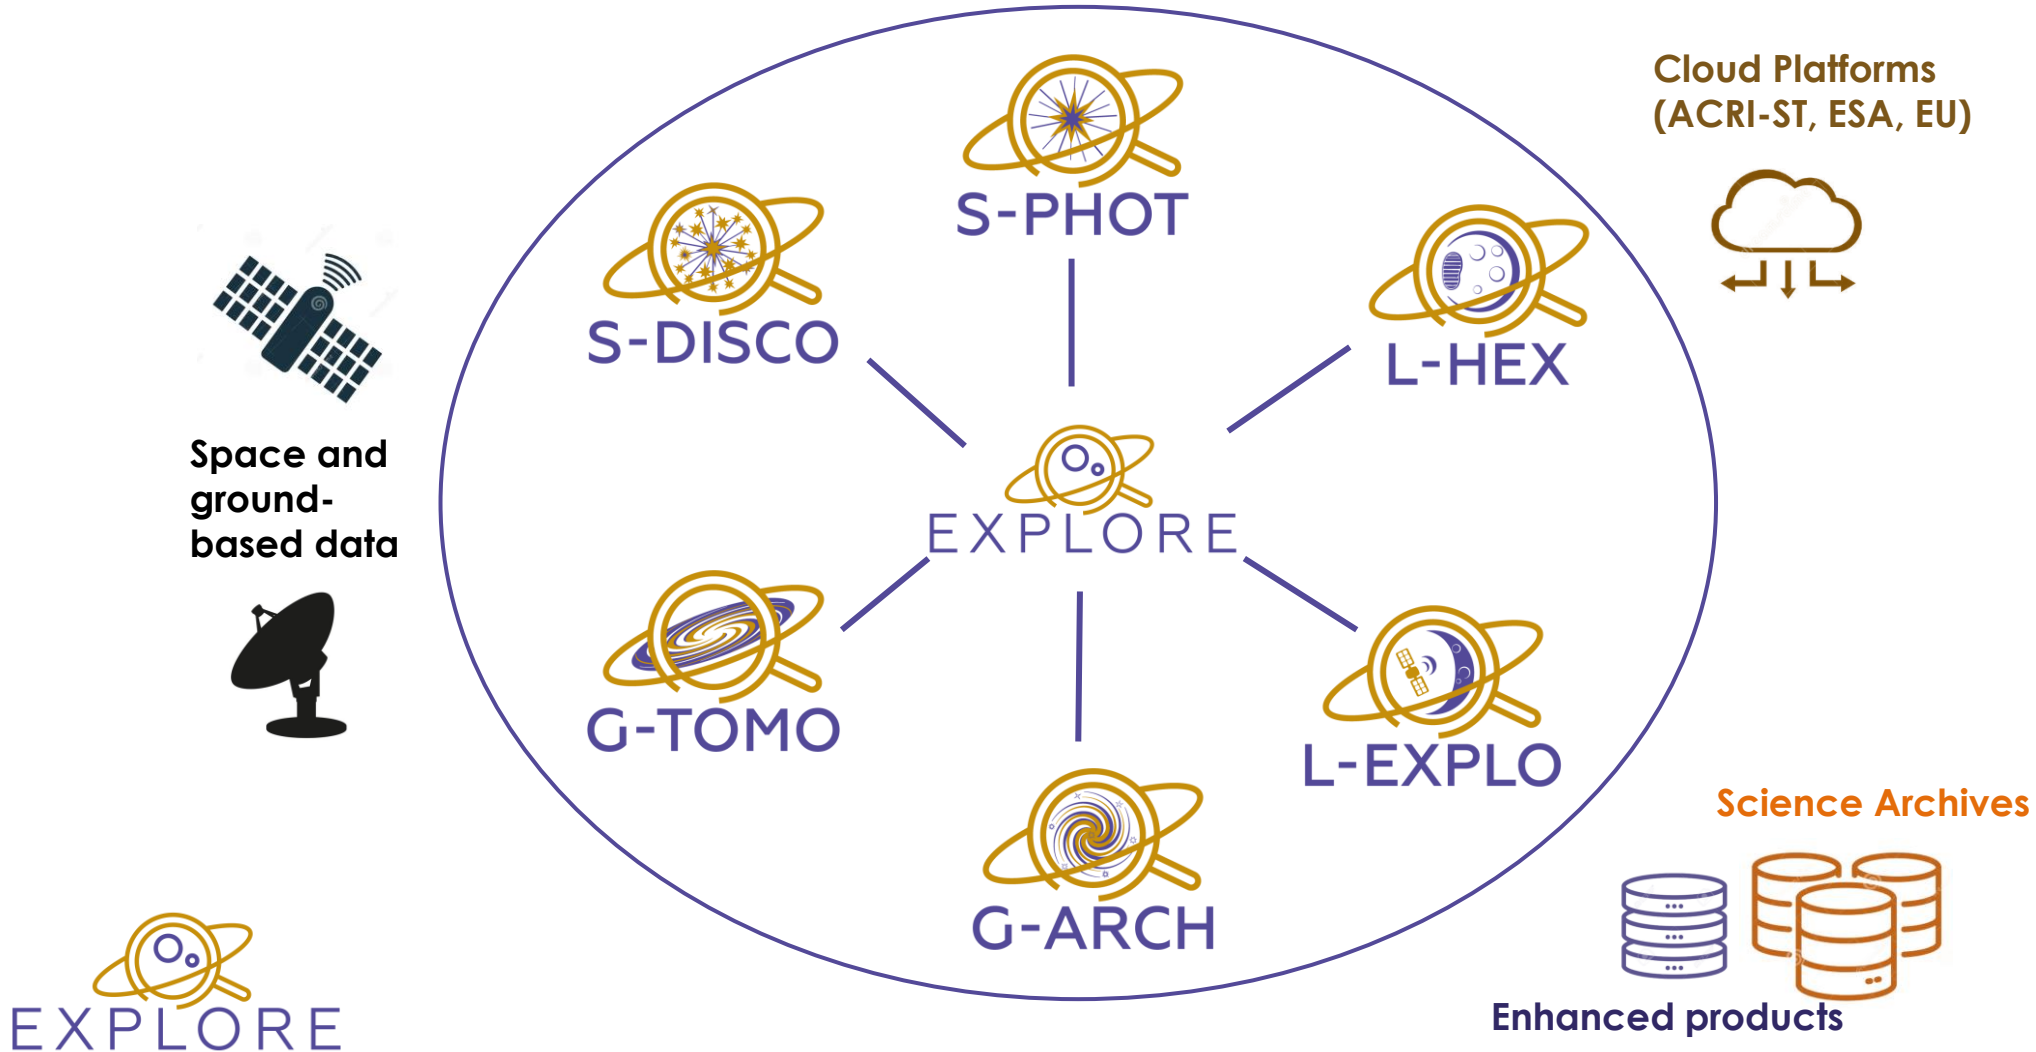 Cloud Platforms
(ACRI-ST, ESA, EU)
S-PHOT
S-DISCO
L-HEX
Space and
ground-
based data
EXPLORE
G-TOMO
L-EXPLO
G-ARCH
Science Archives
Enhanced products
EXPLORE